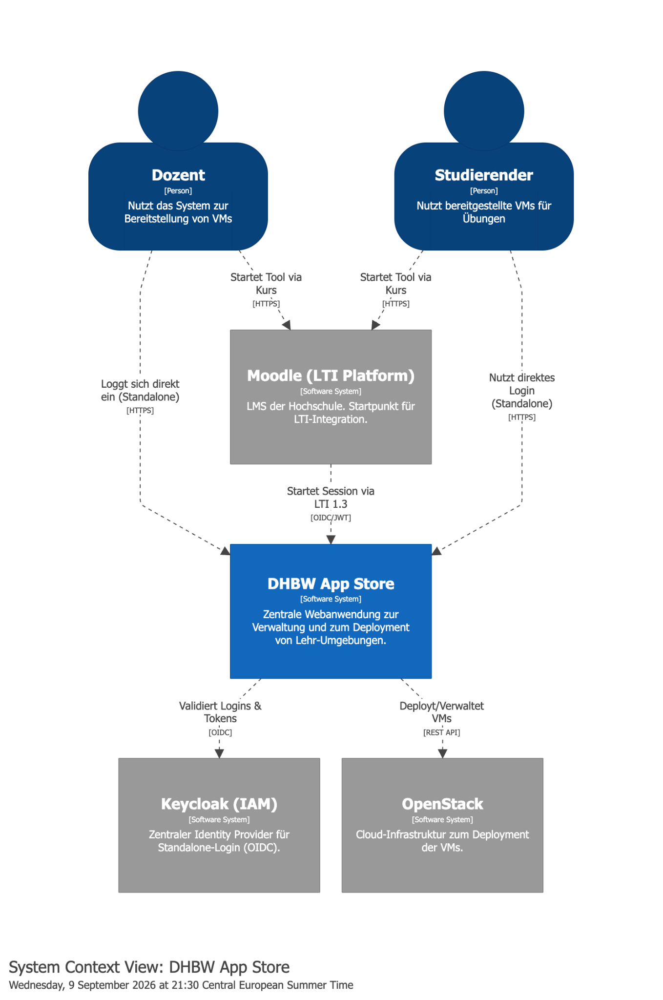 Dozent
[Person]
Nutzt das System zur
Bereitstellung von VMs
Studierender
[Person]
Nutzt bereitgestellte VMs für
Übungen
Startet Tool via
Kurs
[HTTPS]
Startet Tool via
Kurs
[HTTPS]
Loggt sich direkt
ein (Standalone)
[HTTPS]
Moodle (LTI Platform)
[Software System]
LMS der Hochschule. Startpunkt für
LTI-Integration.
Nutzt direktes
Login
(Standalone)
[HTTPS]
Startet Session via
LTI 1.3
[OIDC/JWT]
DHBW App Store
[Software System]
Zentrale Webanwendung zur
Verwaltung und zum Deployment
von Lehr-Umgebungen.
Validiert Logins &
Tokens
[OIDC]
Deployt/Verwaltet
VMs
[REST API]
Keycloak (IAM)
[Software System]
Zentraler Identity Provider für
Standalone-Login (OIDC).
OpenStack
[Software System]
Cloud-Infrastruktur zum Deployment
der VMs.
System Context View: DHBW App Store
Wednesday, 9 September 2026 at 21:30 Central European Summer Time